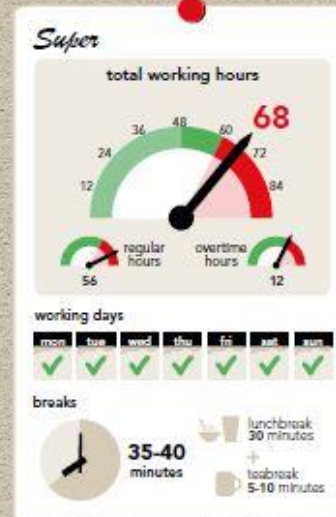 Super
total working hours
12
24
36
48
60
72
84
68
regular
hours
56
overtime
hours
12
working days
mon tue wed thu fri sat sun
breaks
35-40
minutes
lunchbreak
30 minutes
+
teabreak
5-10 minutes